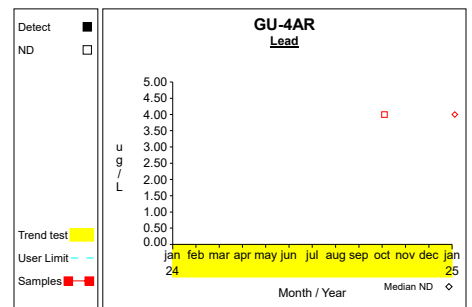 Detect
ND
Trend test
User Limit
Samples
GU-4AR
Lead
ug/L
5.00
4.50
4.00
3.50
3.00
2.50
2.00
1.50
1.00
0.50
0.00
jan feb mar apr may jun jul aug sep oct nov dec jan
24 25
Month / Year
Median ND